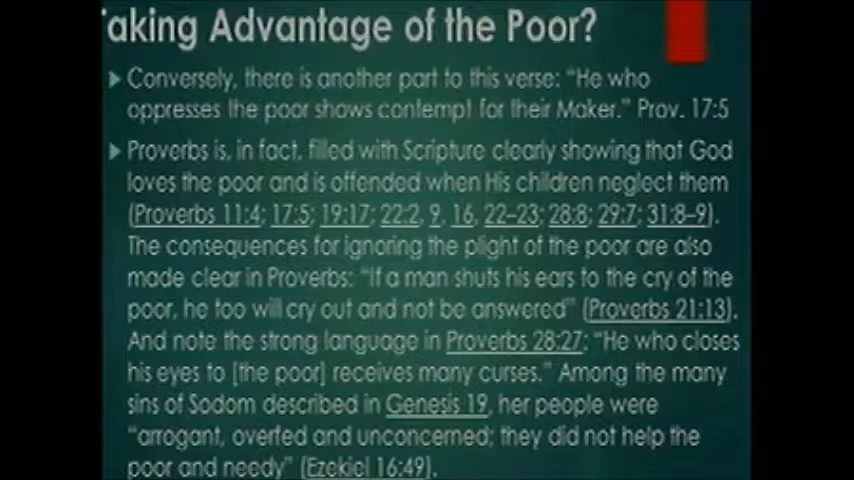 aking Advantage of the Poor?
Conversely, there is another part to this verse: “He who
oppresses the poor shows contempt for their Maker.” Prov. 17:5
Proverbs is, in fact, filled with Scripture clearly showing that God
loves the poor and is offended when His children neglect them
(Proverbs 11:4; 17:5; 19:17; 22:2, 9, 16, 22–23; 28:8; 29:7; 31:8–9).
The consequences for ignoring the plight of the poor are also
made clear in Proverbs: “If a man shuts his ears to the cry of the
poor, he too will cry out and not be answered” (Proverbs 21:13).
And note the strong language in Proverbs 28:27: “He who closes
his eyes to [the poor] receives many curses.” Among the many
sins of Sodom described in Genesis 19, her people were
“arrogant, overfed and unconcerned; they did not help the
poor and needy” (Ezekiel 16:49).